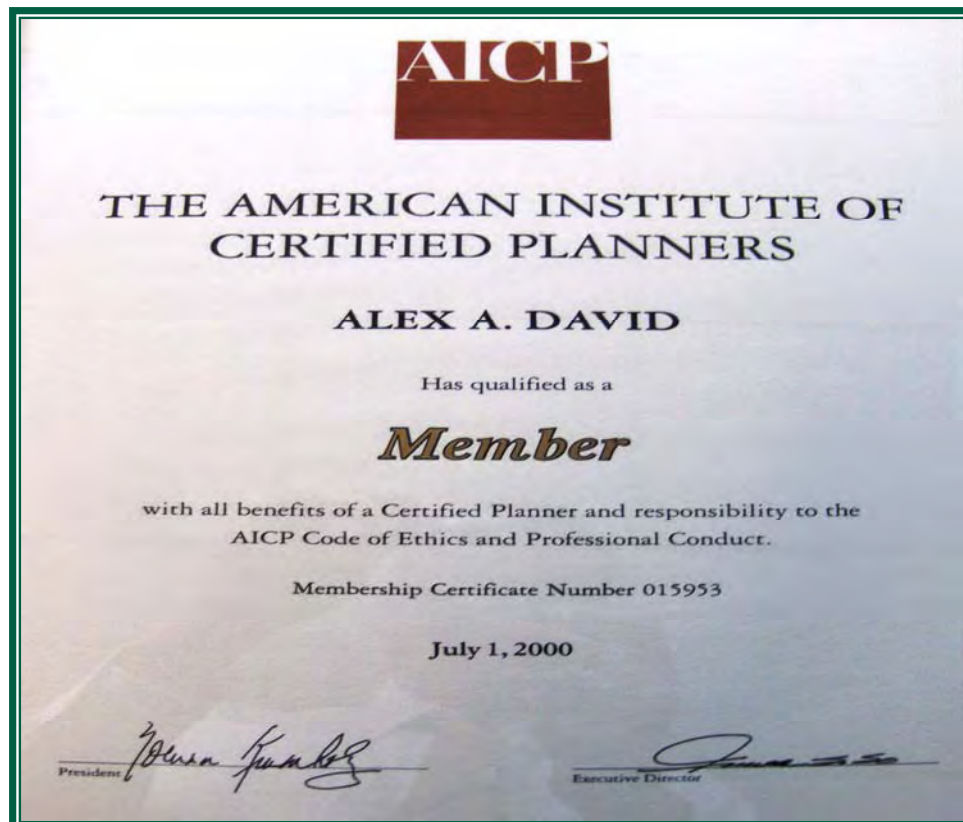 AICP
THE AMERICAN INSTITUTE OF
CERTIFIED PLANNERS
ALEX A. DAVID
Has qualified as a
Member
with all benefits of a Certified Planner and responsibility to the
AICP Code of Ethics and Professional Conduct.
Membership Certificate Number 015953
July 1, 2000
President
Executive Director